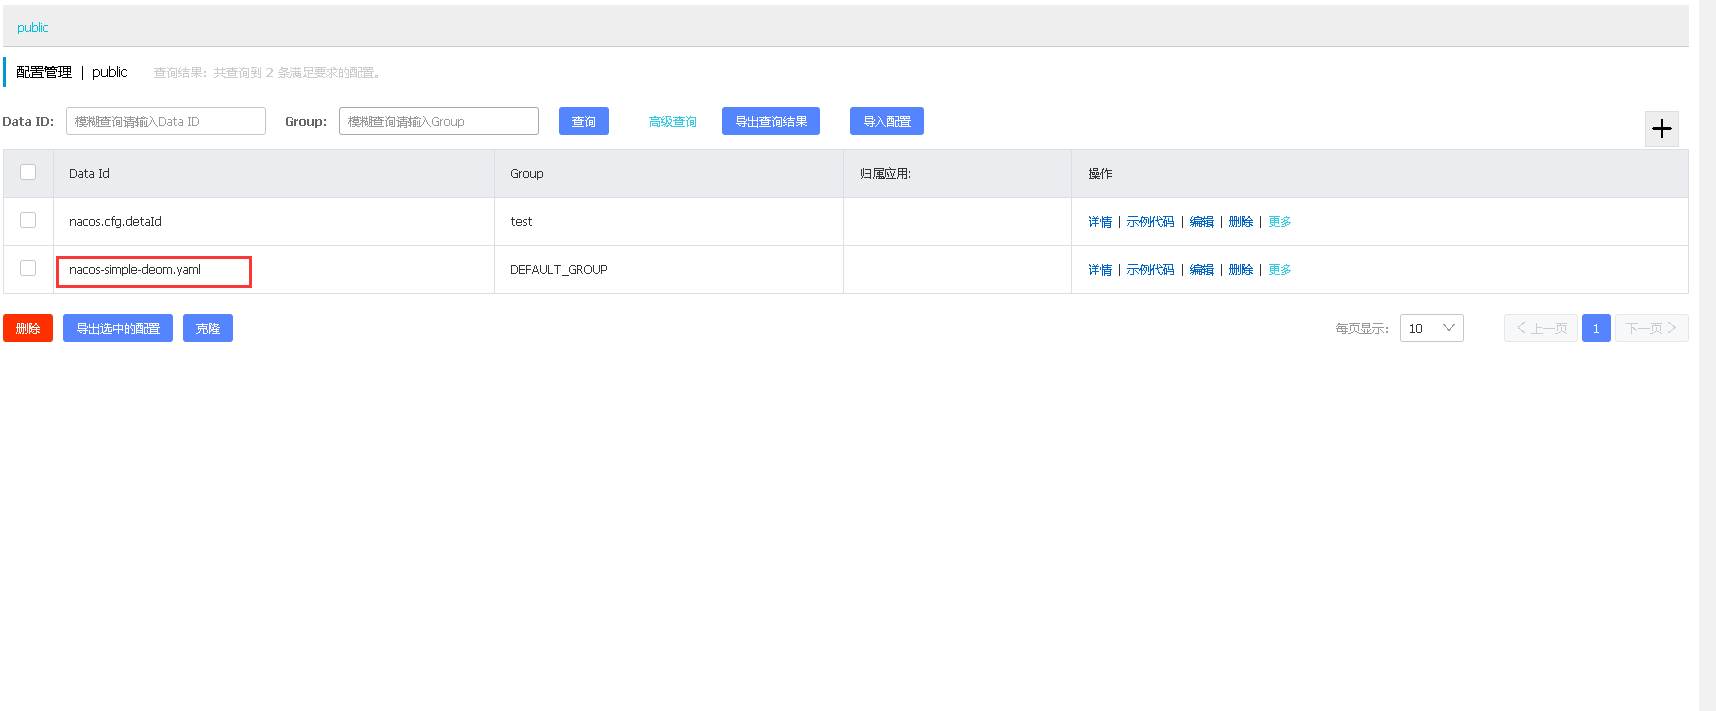 public
配置管理 | public 查询结果：共查询到 2 条满足要求的配置。
Data ID: 模糊查询请输入Data ID Group: 模糊查询请输入Group 查询 高级查询 导出查询结果 导入配置
Data Id Group 归属应用: 操作
nacos.cfg.detaId test 详情 | 示例代码 | 编辑 | 删除 | 更多
nacos-simple-deom.yaml DEFAULT_GROUP 详情 | 示例代码 | 编辑 | 删除 | 更多
删除 导出选中的配置 克隆 每页显示： 10 上一页 1 下一页